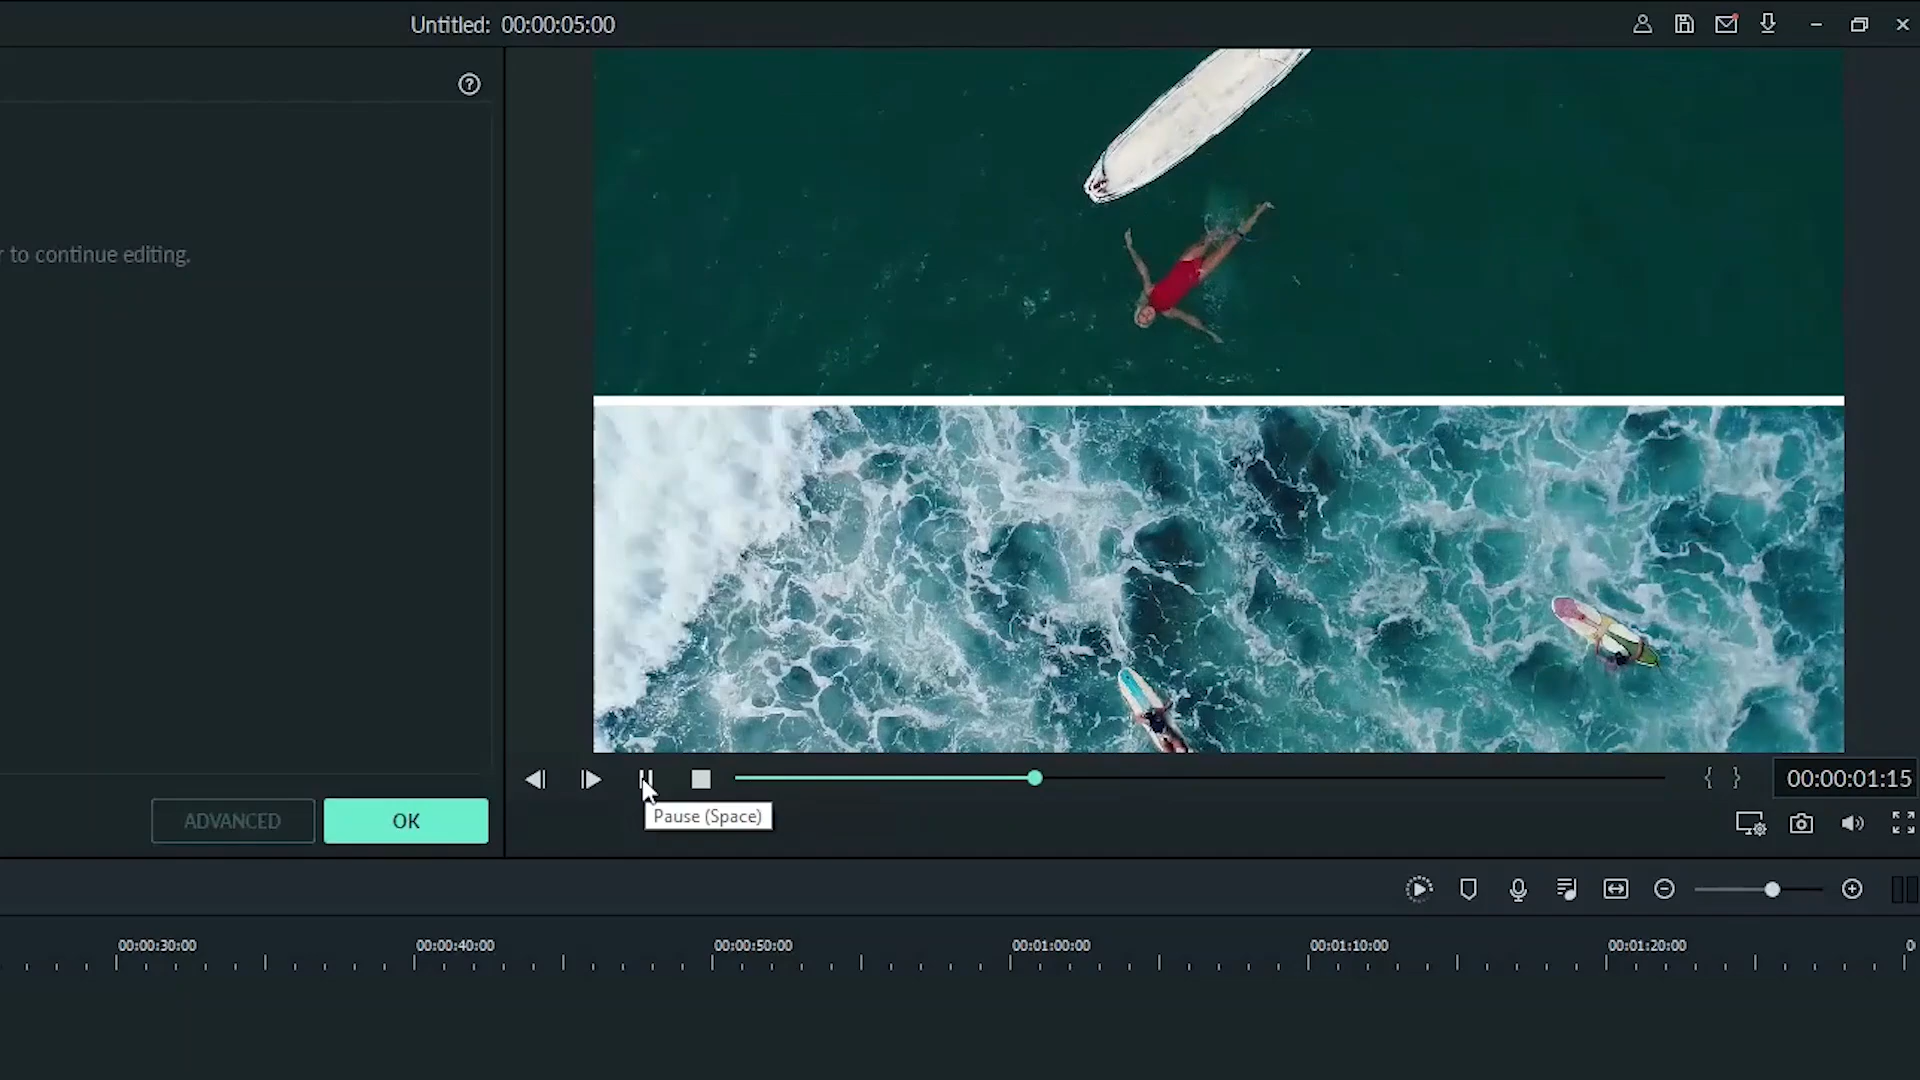 Untitled: 00:00:05:00
r to continue editing.
{ } 00:00:01:15
Pause (Space)
ADVANCED OK
00:00:30:00 00:00:40:00 00:00:50:00 00:01:00:00 00:01:10:00 00:01:20:00 0